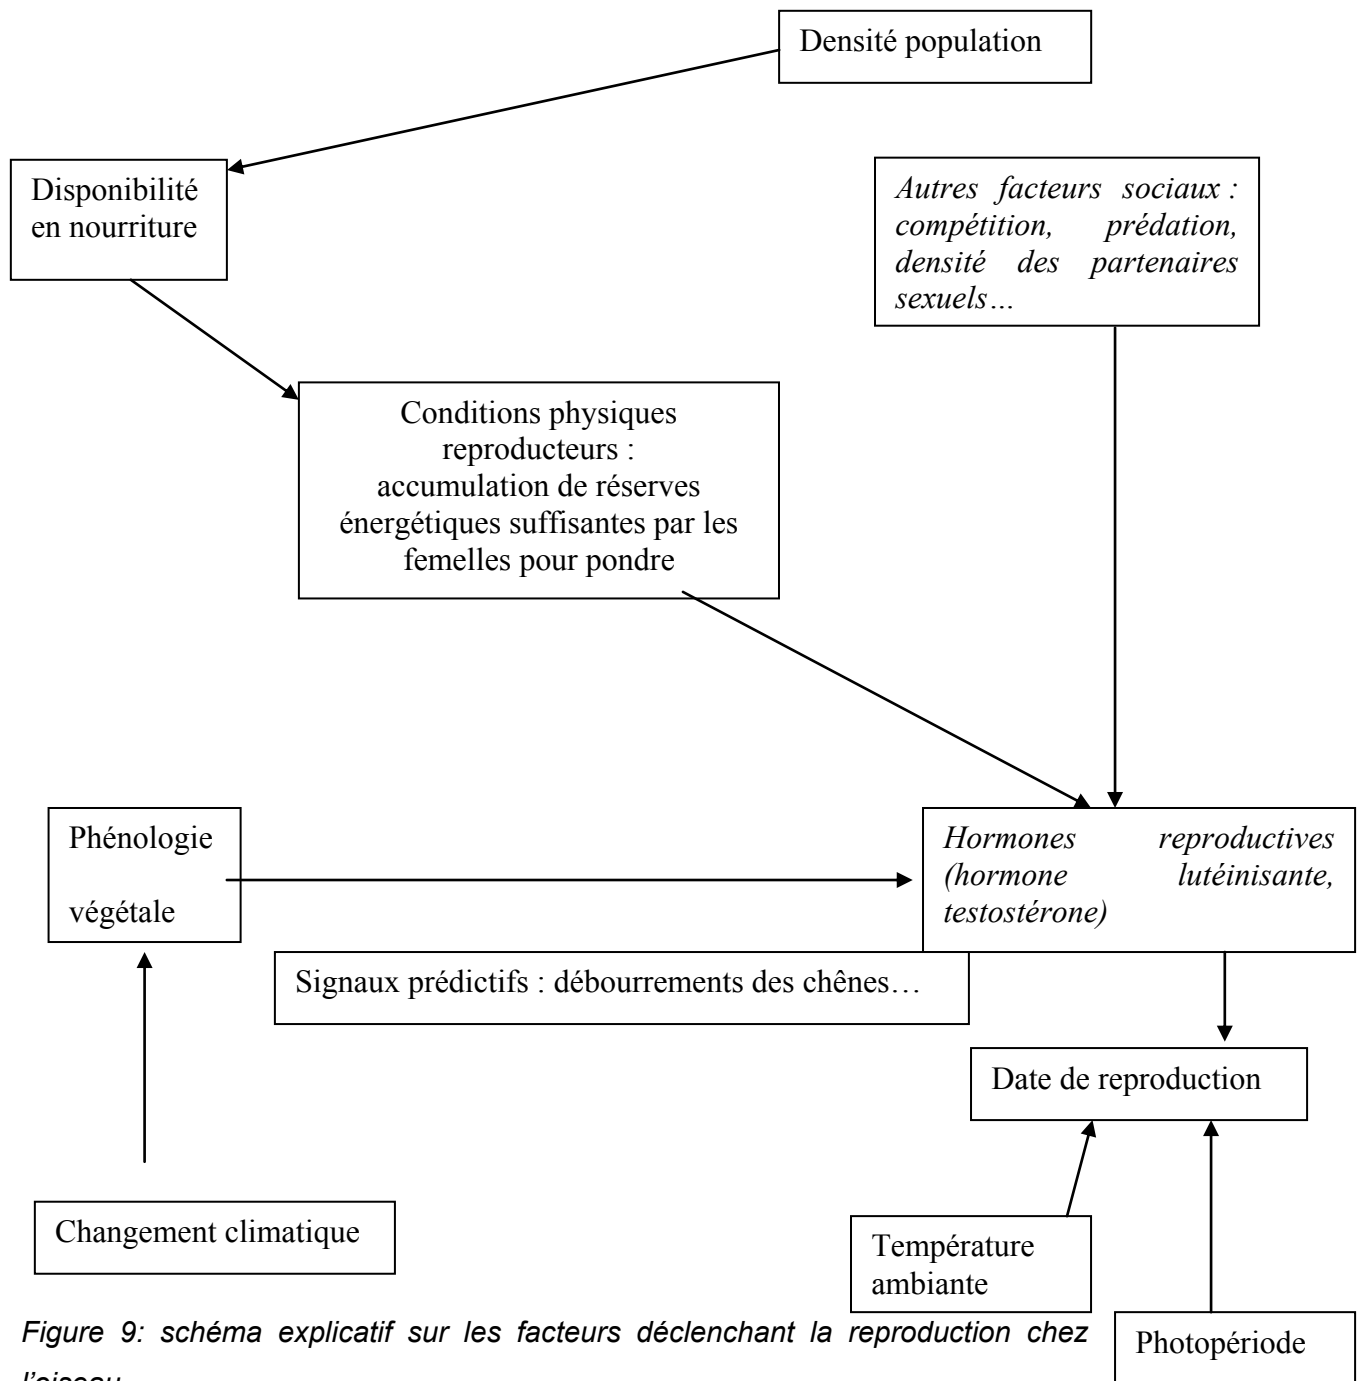 Densité population
Disponibilité
en nourriture
Autres facteurs sociaux :
compétition, prédation,
densité des partenaires
sexuels…
Conditions physiques
reproducteurs :
accumulation de réserves
énergétiques suffisantes par les
femelles pour pondre
Phénologie
végétale
Hormones reproductives
(hormone lutéinisante,
testostérone)
Signaux prédictifs : débourrements des chênes…
Date de reproduction
Changement climatique
Température
ambiante
Photopériode
Figure 9: schéma explicatif sur les facteurs déclenchant la reproduction chez
l'oiseau